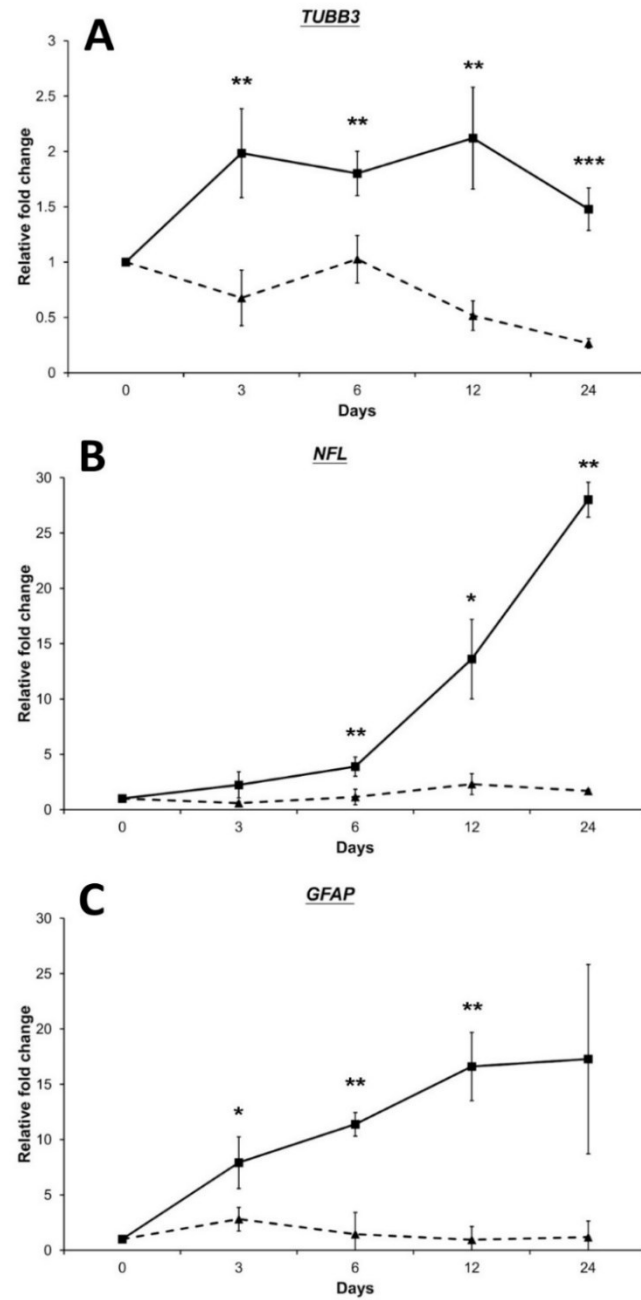 A
TUBB3
3
2.5
2
1.5
1
0.5
0
Relative fold change
** ** ** ***
0 3 6 12 24
Days
B
NFL
30
25
20
15
10
5
0
Relative fold change
** * **
0 3 6 12 24
Days
C
GFAP
30
25
20
15
10
5
0
Relative fold change
* ** **
0 3 6 12 24
Days